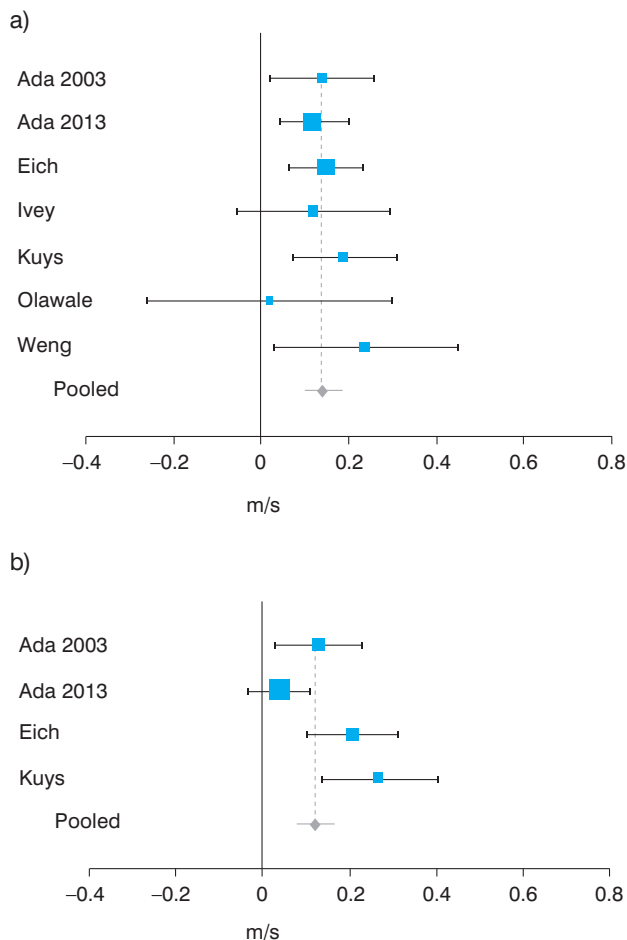 a)
Ada 2003
Ada 2013
Eich
Ivey
Kuys
Olawale
Weng
Pooled
–0.4 –0.2 0 0.2 0.4 0.6 0.8
m/s
b)
Ada 2003
Ada 2013
Eich
Kuys
Pooled
–0.4 –0.2 0 0.2 0.4 0.6 0.8
m/s